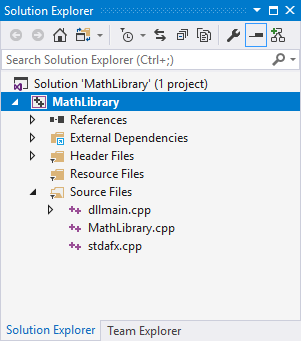 Solution Explorer
Search Solution Explorer (Ctrl+;)
Solution 'MathLibrary' (1 project)
MathLibrary
References
External Dependencies
Header Files
Resource Files
Source Files
dllmain.cpp
MathLibrary.cpp
stdafx.cpp
Solution Explorer Team Explorer